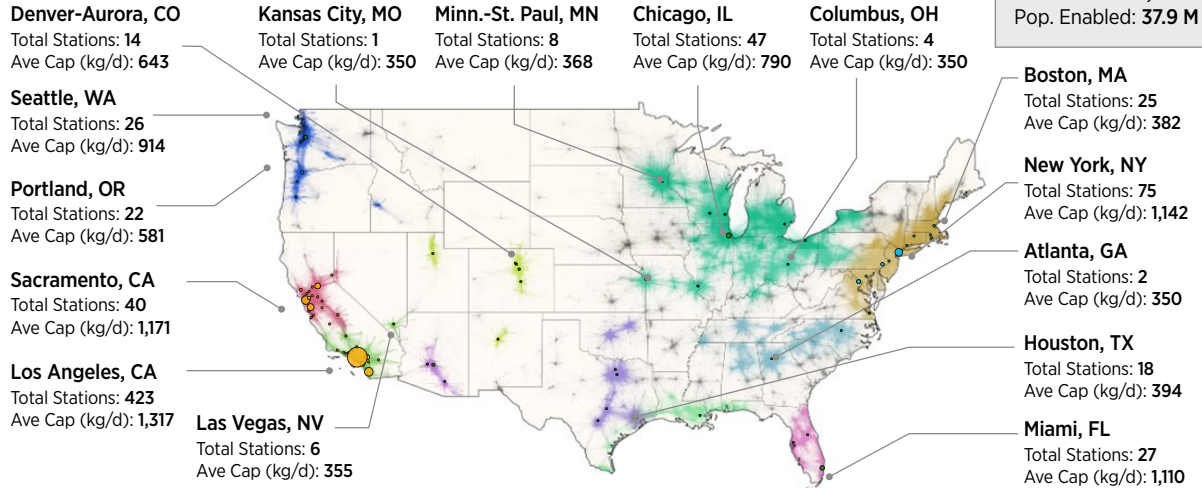 Denver-Aurora, CO
Total Stations: 14
Ave Cap (kg/d): 643
Kansas City, MO
Total Stations: 1
Ave Cap (kg/d): 350
Minn.-St. Paul, MN
Total Stations: 8
Ave Cap (kg/d): 368
Chicago, IL
Total Stations: 47
Ave Cap (kg/d): 790
Columbus, OH
Total Stations: 4
Ave Cap (kg/d): 350
Pop. Enabled: 37.9 M
Seattle, WA
Total Stations: 26
Ave Cap (kg/d): 914
Portland, OR
Total Stations: 22
Ave Cap (kg/d): 581
Sacramento, CA
Total Stations: 40
Ave Cap (kg/d): 1,171
Los Angeles, CA
Total Stations: 423
Ave Cap (kg/d): 1,317
Las Vegas, NV
Total Stations: 6
Ave Cap (kg/d): 355
Boston, MA
Total Stations: 25
Ave Cap (kg/d): 382
New York, NY
Total Stations: 75
Ave Cap (kg/d): 1,142
Atlanta, GA
Total Stations: 2
Ave Cap (kg/d): 350
Houston, TX
Total Stations: 18
Ave Cap (kg/d): 394
Miami, FL
Total Stations: 27
Ave Cap (kg/d): 1,110